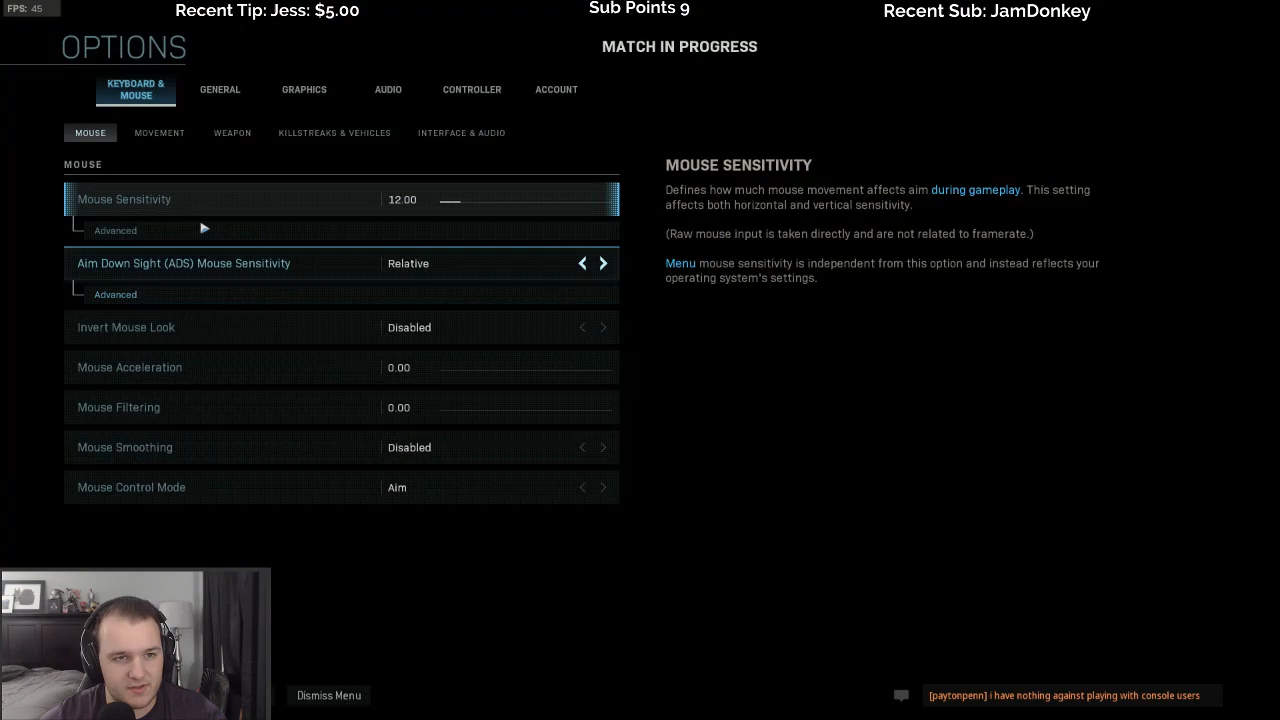 FPS: 45
Recent Tip: Jess: $5.00
Sub Points 9
Recent Sub: JamDonkey
OPTIONS
MATCH IN PROGRESS
KEYBOARD &
MOUSE
GENERAL
GRAPHICS
AUDIO
CONTROLLER
ACCOUNT
MOUSE
MOVEMENT
WEAPON
KILLSTREAKS & VEHICLES
INTERFACE & AUDIO
MOUSE
Mouse Sensitivity 12.00
Advanced
Aim Down Sight (ADS) Mouse Sensitivity Relative
Advanced
Invert Mouse Look Disabled
Mouse Acceleration 0.00
Mouse Filtering 0.00
Mouse Smoothing Disabled
Mouse Control Mode Aim
MOUSE SENSITIVITY
Defines how much mouse movement affects aim during gameplay. This setting
affects both horizontal and vertical sensitivity.
(Raw mouse input is taken directly and are not related to framerate.)
Menu mouse sensitivity is independent from this option and instead reflects your
operating system's settings.
Dismiss Menu
[paytonpenn] i have nothing against playing with console users